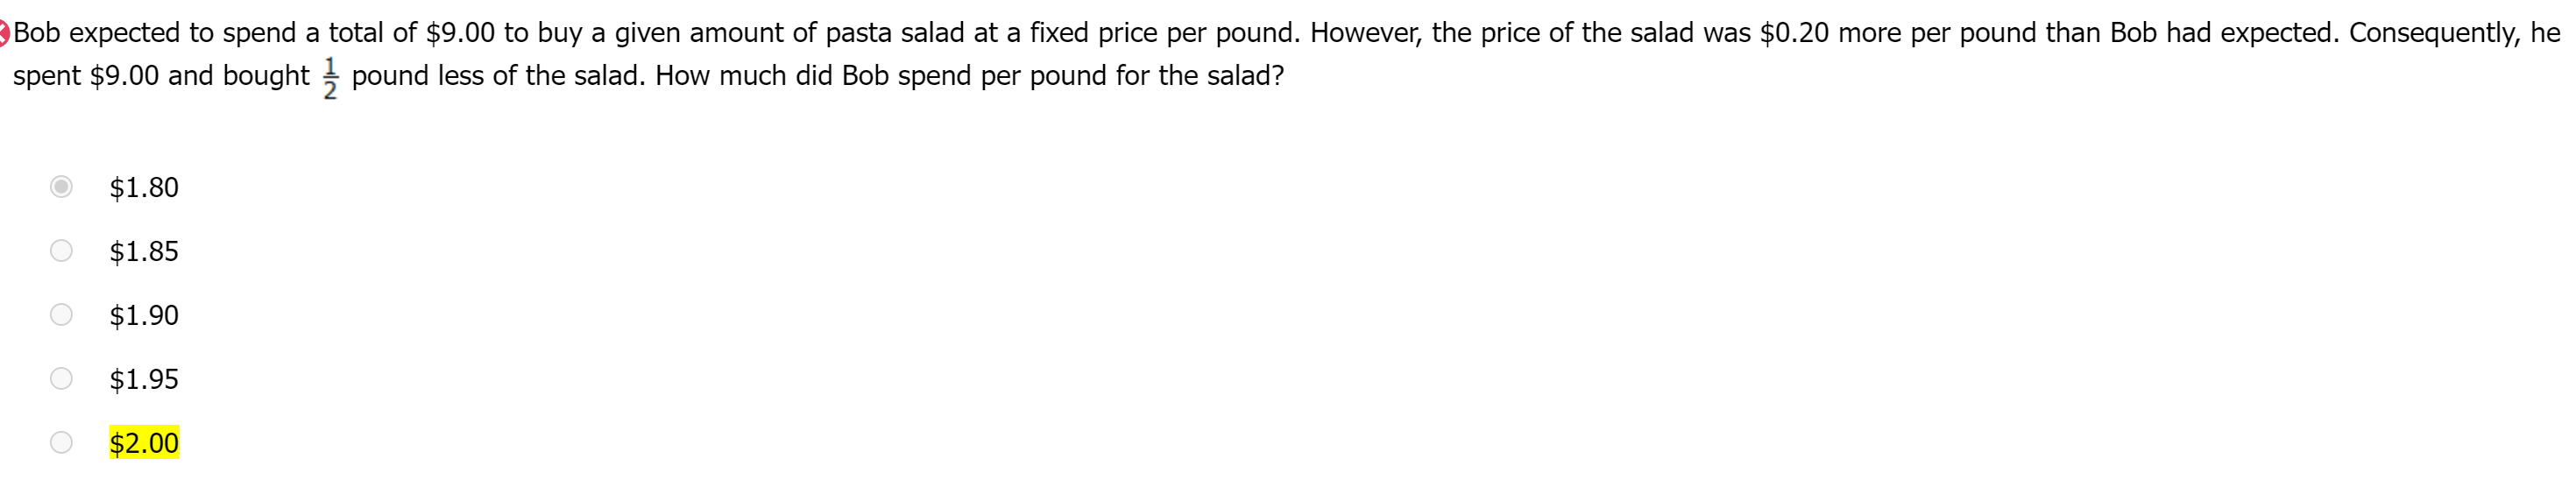 Bob expected to spend a total of $9.00 to buy a given amount of pasta salad at a fixed price per pound. However, the price of the salad was $0.20 more per pound than Bob had expected. Consequently, he
spent $9.00 and bought 1/2 pound less of the salad. How much did Bob spend per pound for the salad?
$1.80
$1.85
$1.90
$1.95
$2.00